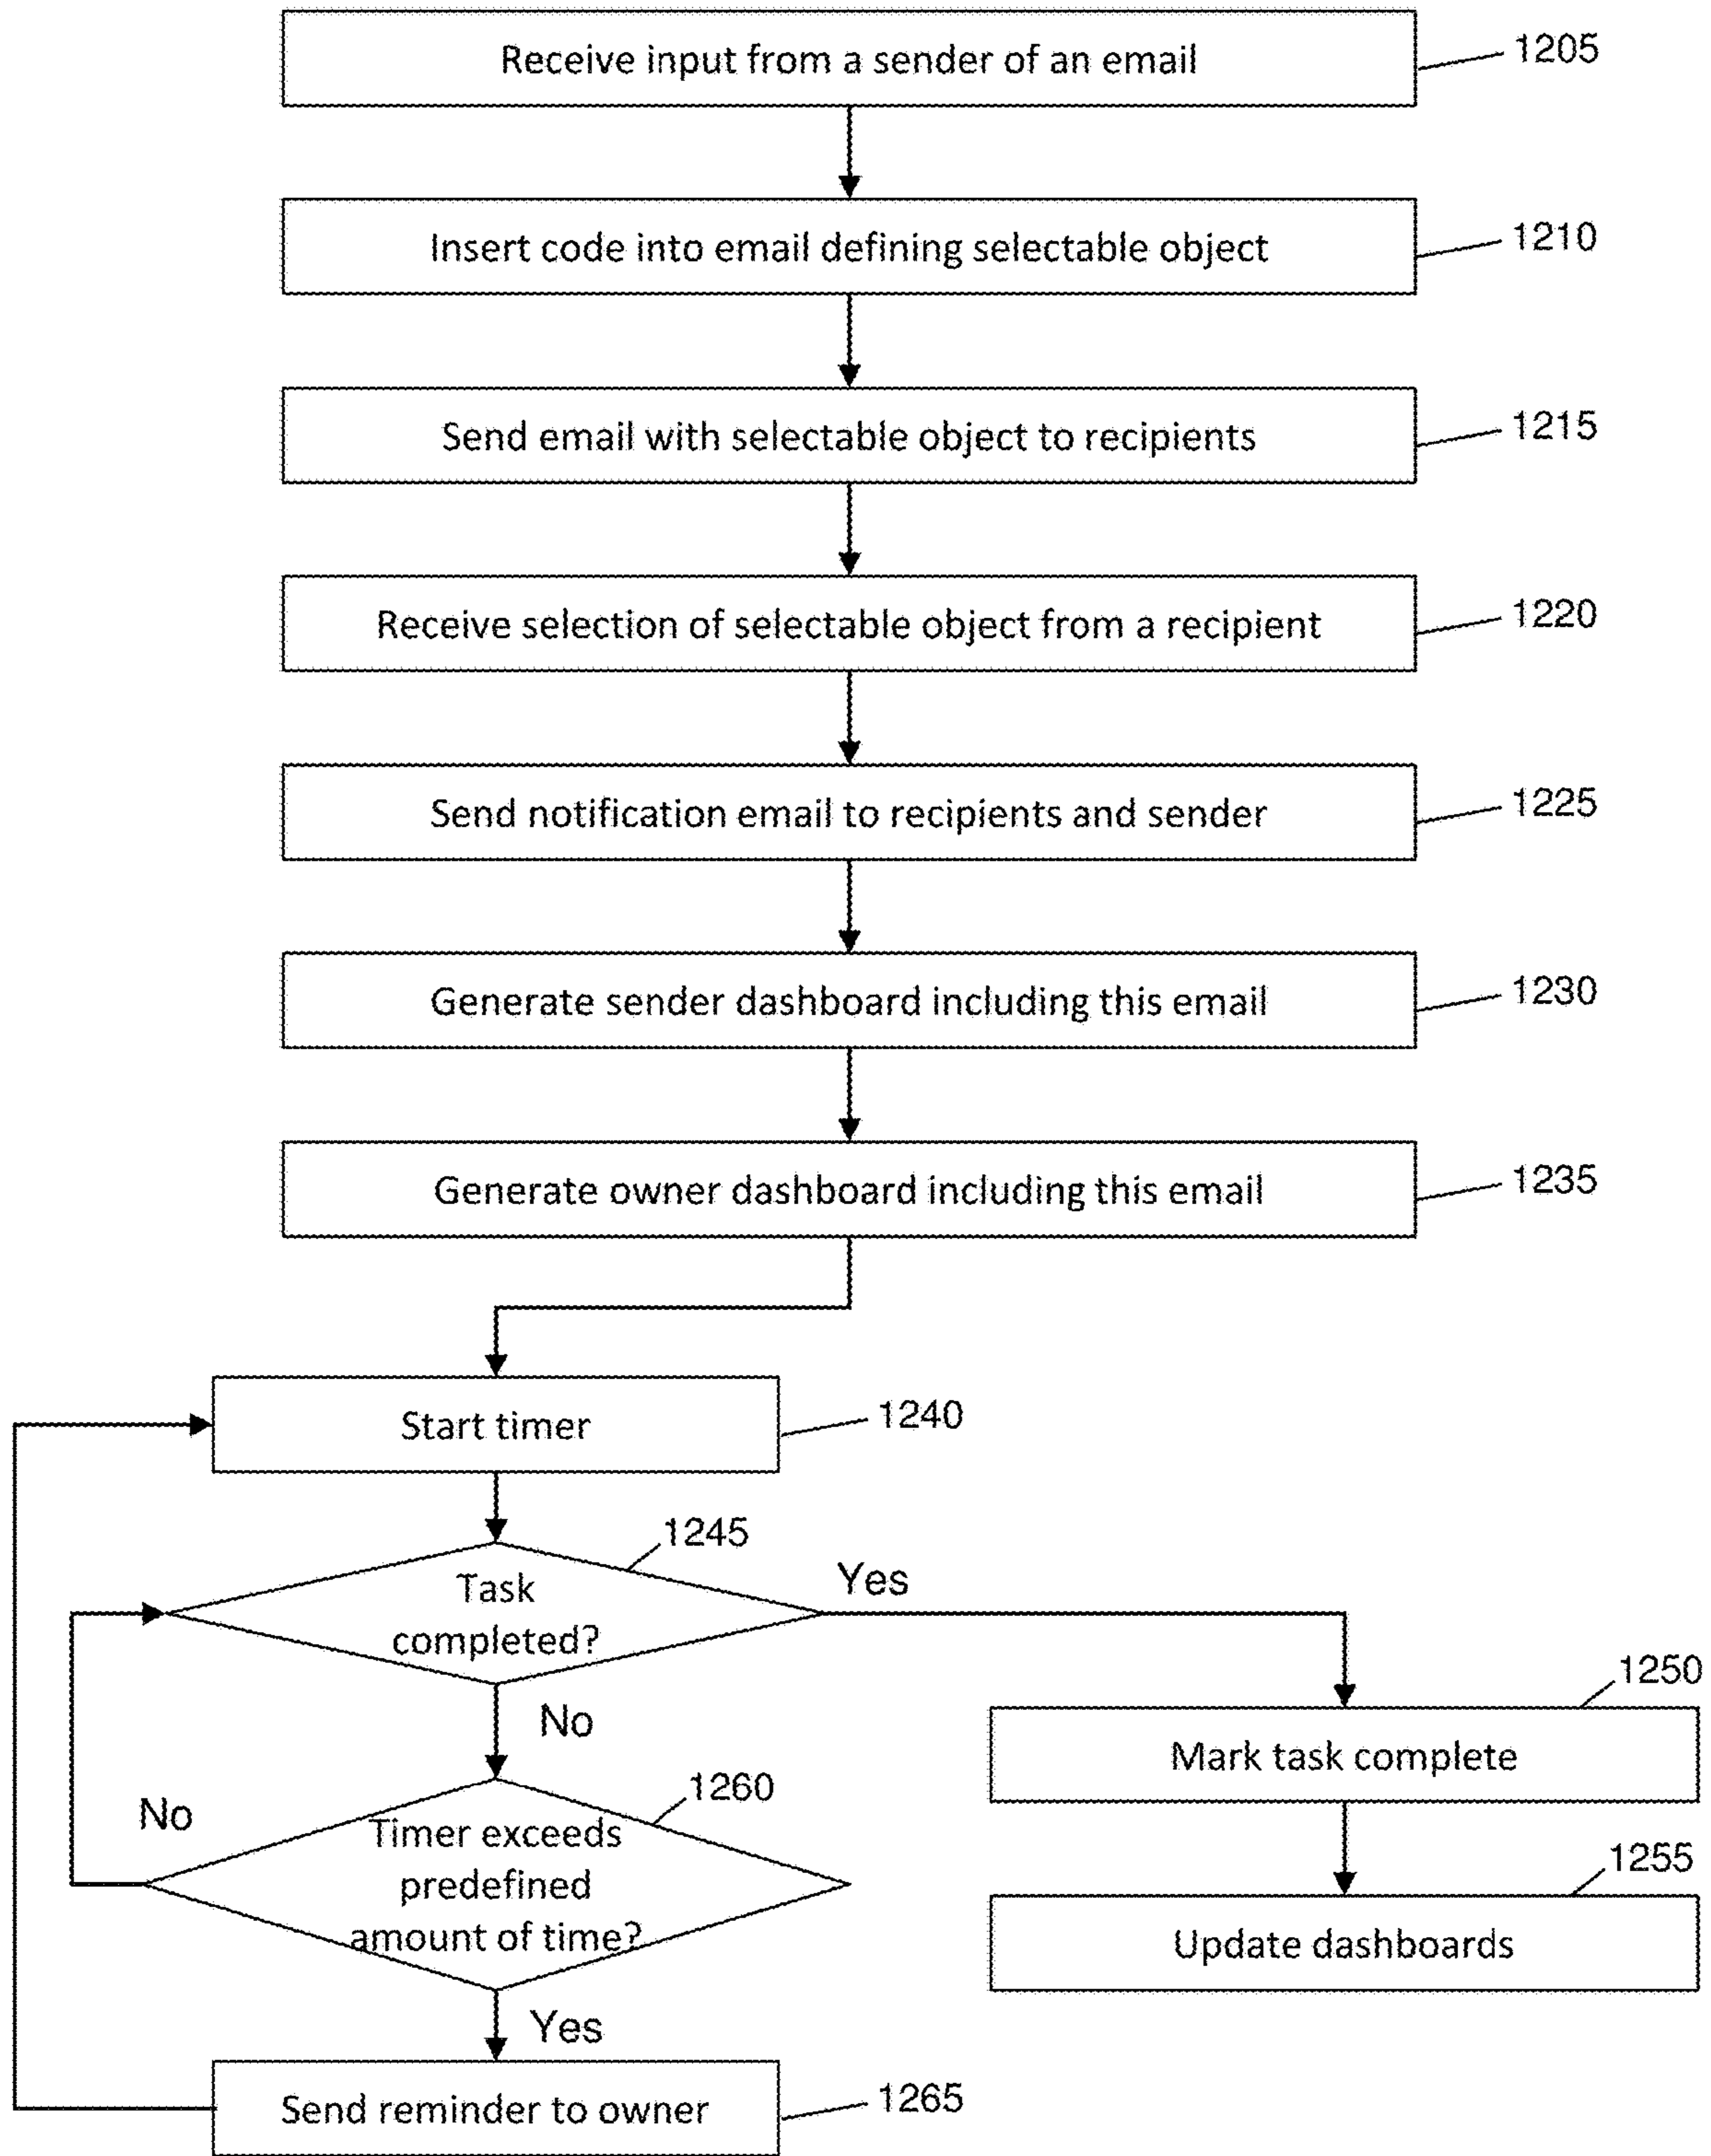 Receive input from a sender of an email
1205
Insert code into email defining selectable object
1210
Send email with selectable object to recipients
1215
Receive selection of selectable object from a recipient
1220
Send notification email to recipients and sender
1225
Generate sender dashboard including this email
1230
Generate owner dashboard including this email
1235
Start timer
1240
1245
Task
completed?
Yes
No
1250
Mark task complete
1260
No
Timer exceeds
predefined
amount of time?
1255
Update dashboards
Yes
Send reminder to owner
1265